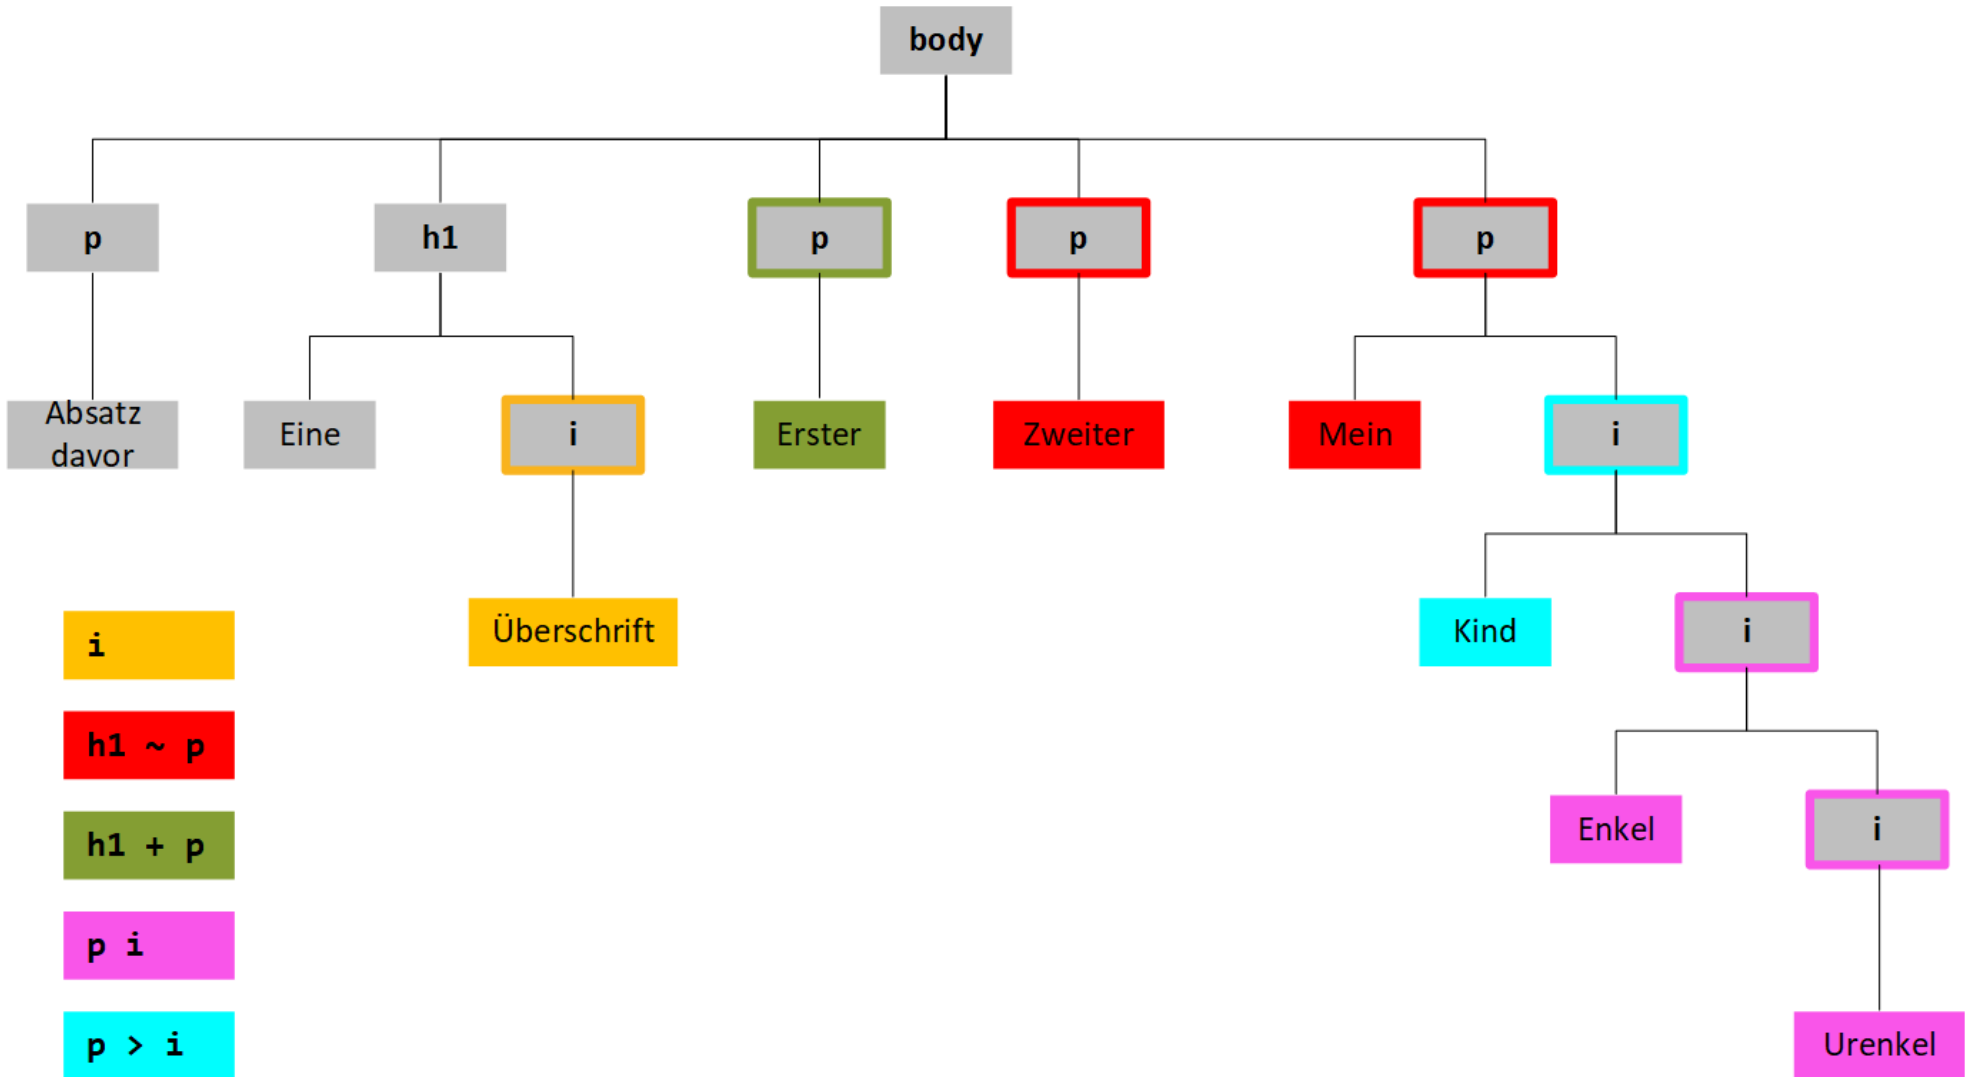 body
p
h1
p
p
p
Absatz
davor
Eine
i
Erster
Zweiter
Mein
i
Überschrift
Kind
i
Enkel
i
Urenkel
i
h1 ~ p
h1 + p
p i
p > i